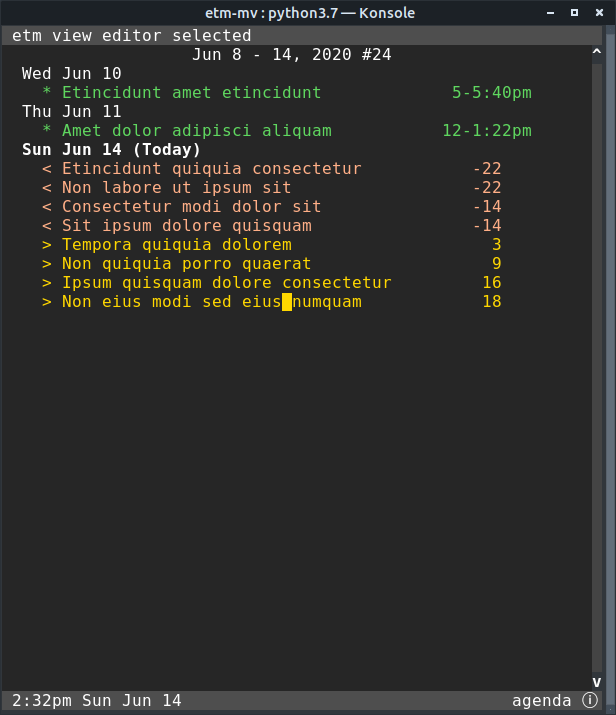 etm-mv : python3.7 — Konsole
etm view editor selected
Jun 8 - 14, 2020 #24
Wed Jun 10
* Etincidunt amet etincidunt 5-5:40pm
Thu Jun 11
* Amet dolor adipisci aliquam 12-1:22pm
Sun Jun 14 (Today)
< Etincidunt quiquia consectetur -22
< Non labore ut ipsum sit -22
< Consectetur modi dolor sit -14
< Sit ipsum dolore quisquam -14
> Tempora quiquia dolorem 3
> Non quiquia porro quaerat 9
> Ipsum quisquam dolore consectetur 16
> Non eius modi sed eius numquam 18
2:32pm Sun Jun 14 agenda ⓘ